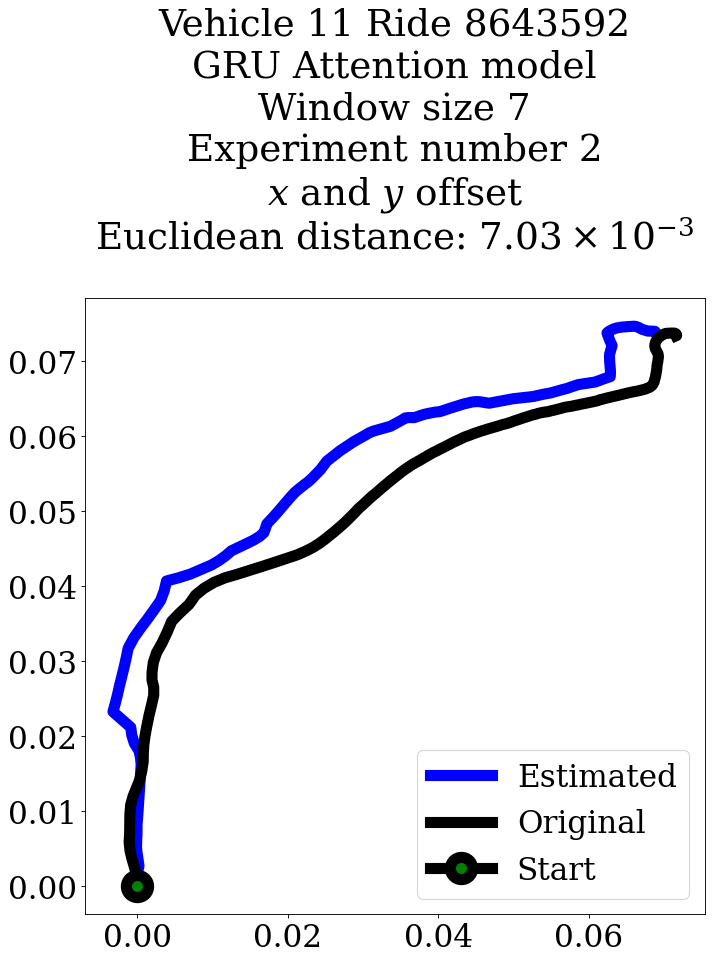 Vehicle 11 Ride 8643592
GRU Attention model
Window size 7
Experiment number 2
x and y offset
Euclidean distance: 7.03 × 10⁻³
0.07
0.06
0.05
0.04
0.03
0.02
0.01
0.00
Estimated
Original
Start
0.00 0.02 0.04 0.06